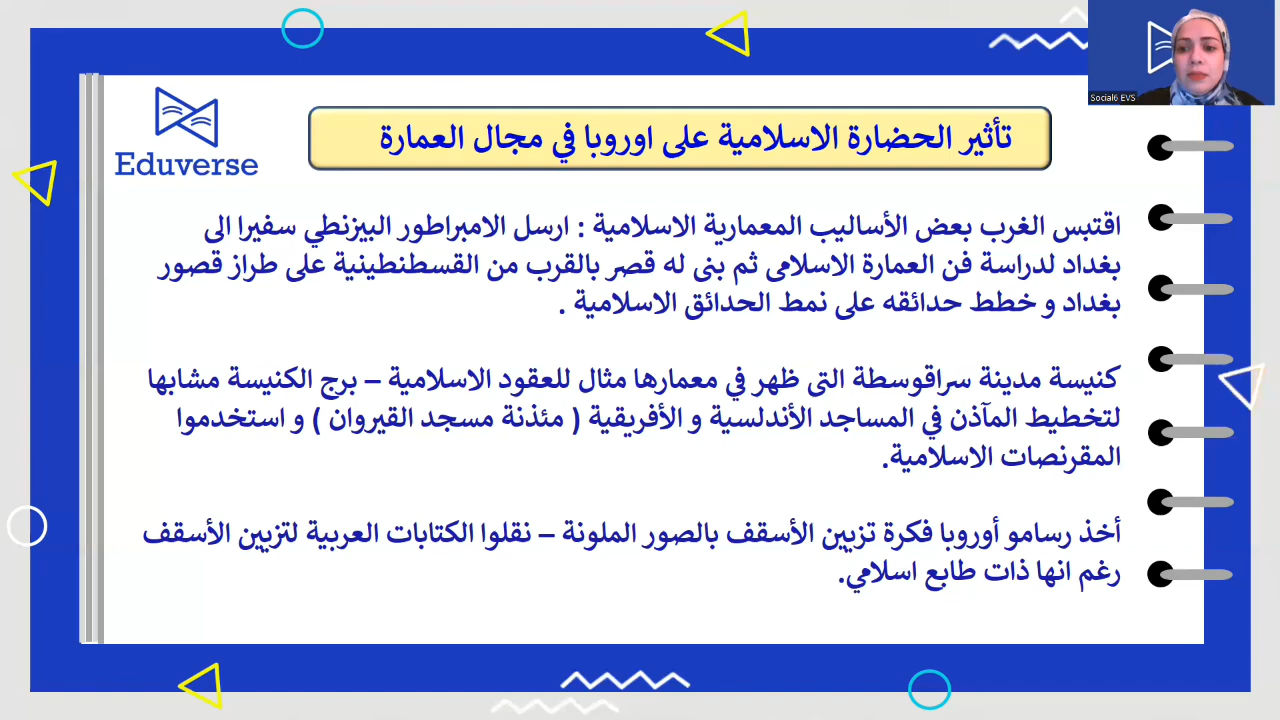 Social6 EVS
Eduverse
تأثير الحضارة الاسلامية على اوروبا في مجال العمارة
اقتبس الغرب بعض الأساليب المعمارية الاسلامية : ارسل الامبراطور البيزنطي سفيرا الى
بغداد لدراسة فن العمارة الاسلامى ثم بنى له قصر بالقرب من القسطنطينية على طراز قصور
بغداد و خطط حدائقه على نمط الحدائق الاسلامية .
كنيسة مدينة سراقوسطة التى ظهر في معمارها مثال للعقود الاسلامية – برج الكنيسة مشابها
لتخطيط المآذن في المساجد الأندلسية و الأفريقية ( مئذنة مسجد القيروان ) و استخدموا
المقرنصات الاسلامية.
أخذ رسامو أوروبا فكرة تزيين الأسقف بالصور الملونة – نقلوا الكتابات العربية لتزيين الأسقف
رغم انها ذات طابع اسلامي.